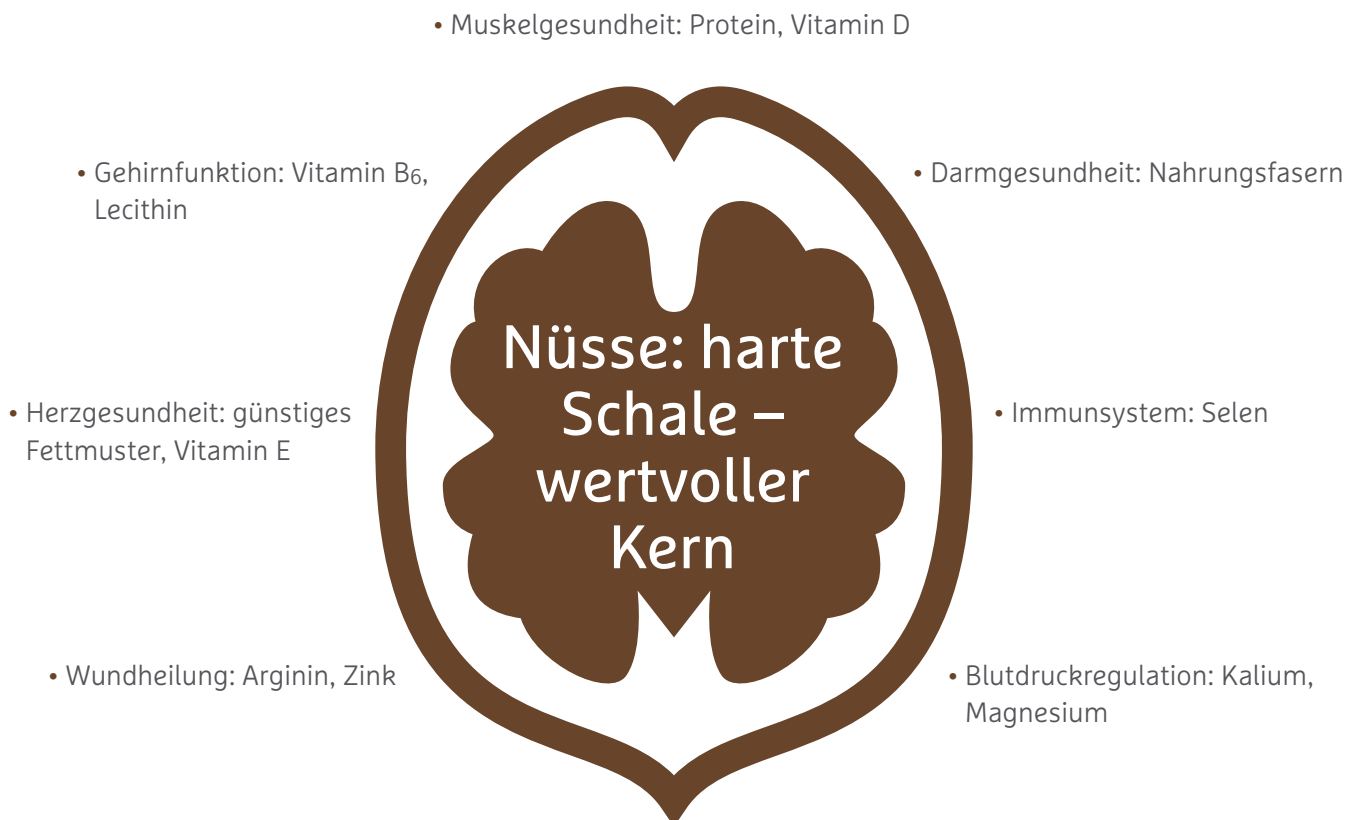 • Muskelgesundheit: Protein, Vitamin D
• Gehirnfunktion: Vitamin B₆,
Lecithin
• Darmgesundheit: Nahrungsfasern
Nüsse: harte
Schale –
wertvoller
Kern
• Herzgesundheit: günstiges
Fettmuster, Vitamin E
• Immunsystem: Selen
• Wundheilung: Arginin, Zink
• Blutdruckregulation: Kalium,
Magnesium